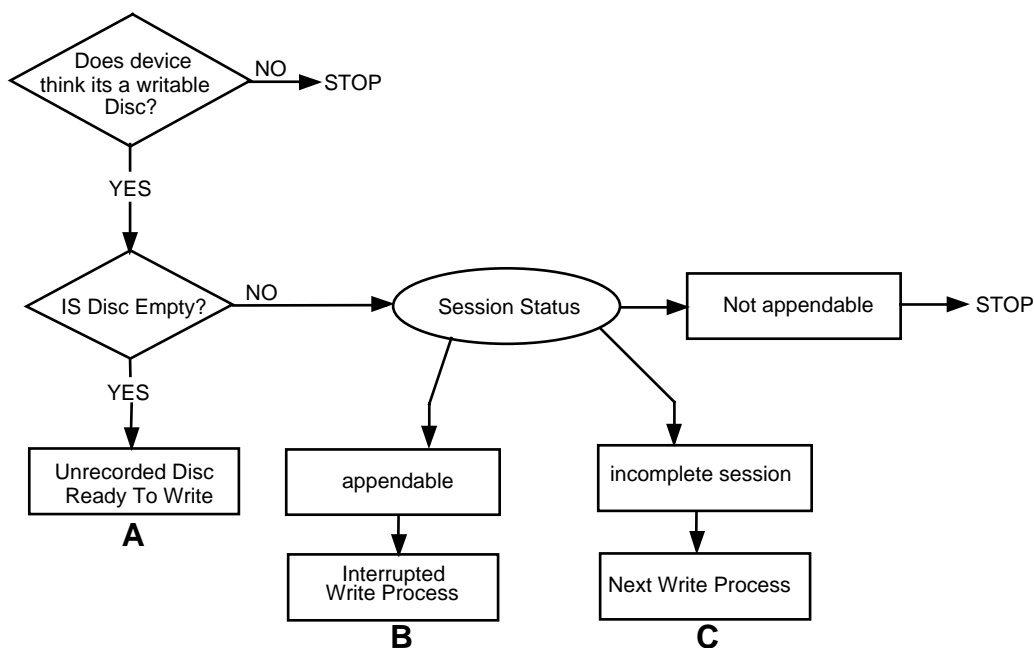 Does device
think its a writable
Disc?
NO
STOP
YES
IS Disc Empty?
NO
Session Status
Not appendable
STOP
YES
Unrecorded Disc
Ready To Write
A
appendable
incomplete session
Interrupted
Write Process
B
Next Write Process
C